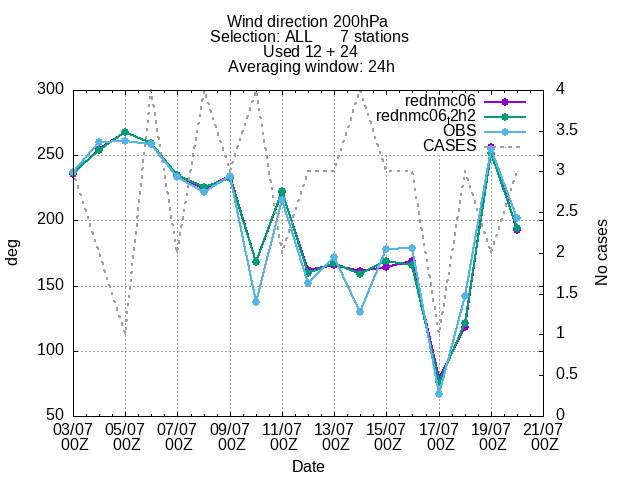 Wind direction 200hPa
Selection: ALL 7 stations
Used 12 + 24
Averaging window: 24h
rednmc06
rednmc06,2h2
OBS
CASES
300
250
200
150
100
50
deg
4
3.5
3
2.5
2
1.5
1
0.5
0
No cases
03/07 05/07 07/07 09/07 11/07 13/07 15/07 17/07 19/07 21/07
00Z 00Z 00Z 00Z 00Z 00Z 00Z 00Z 00Z 00Z
Date